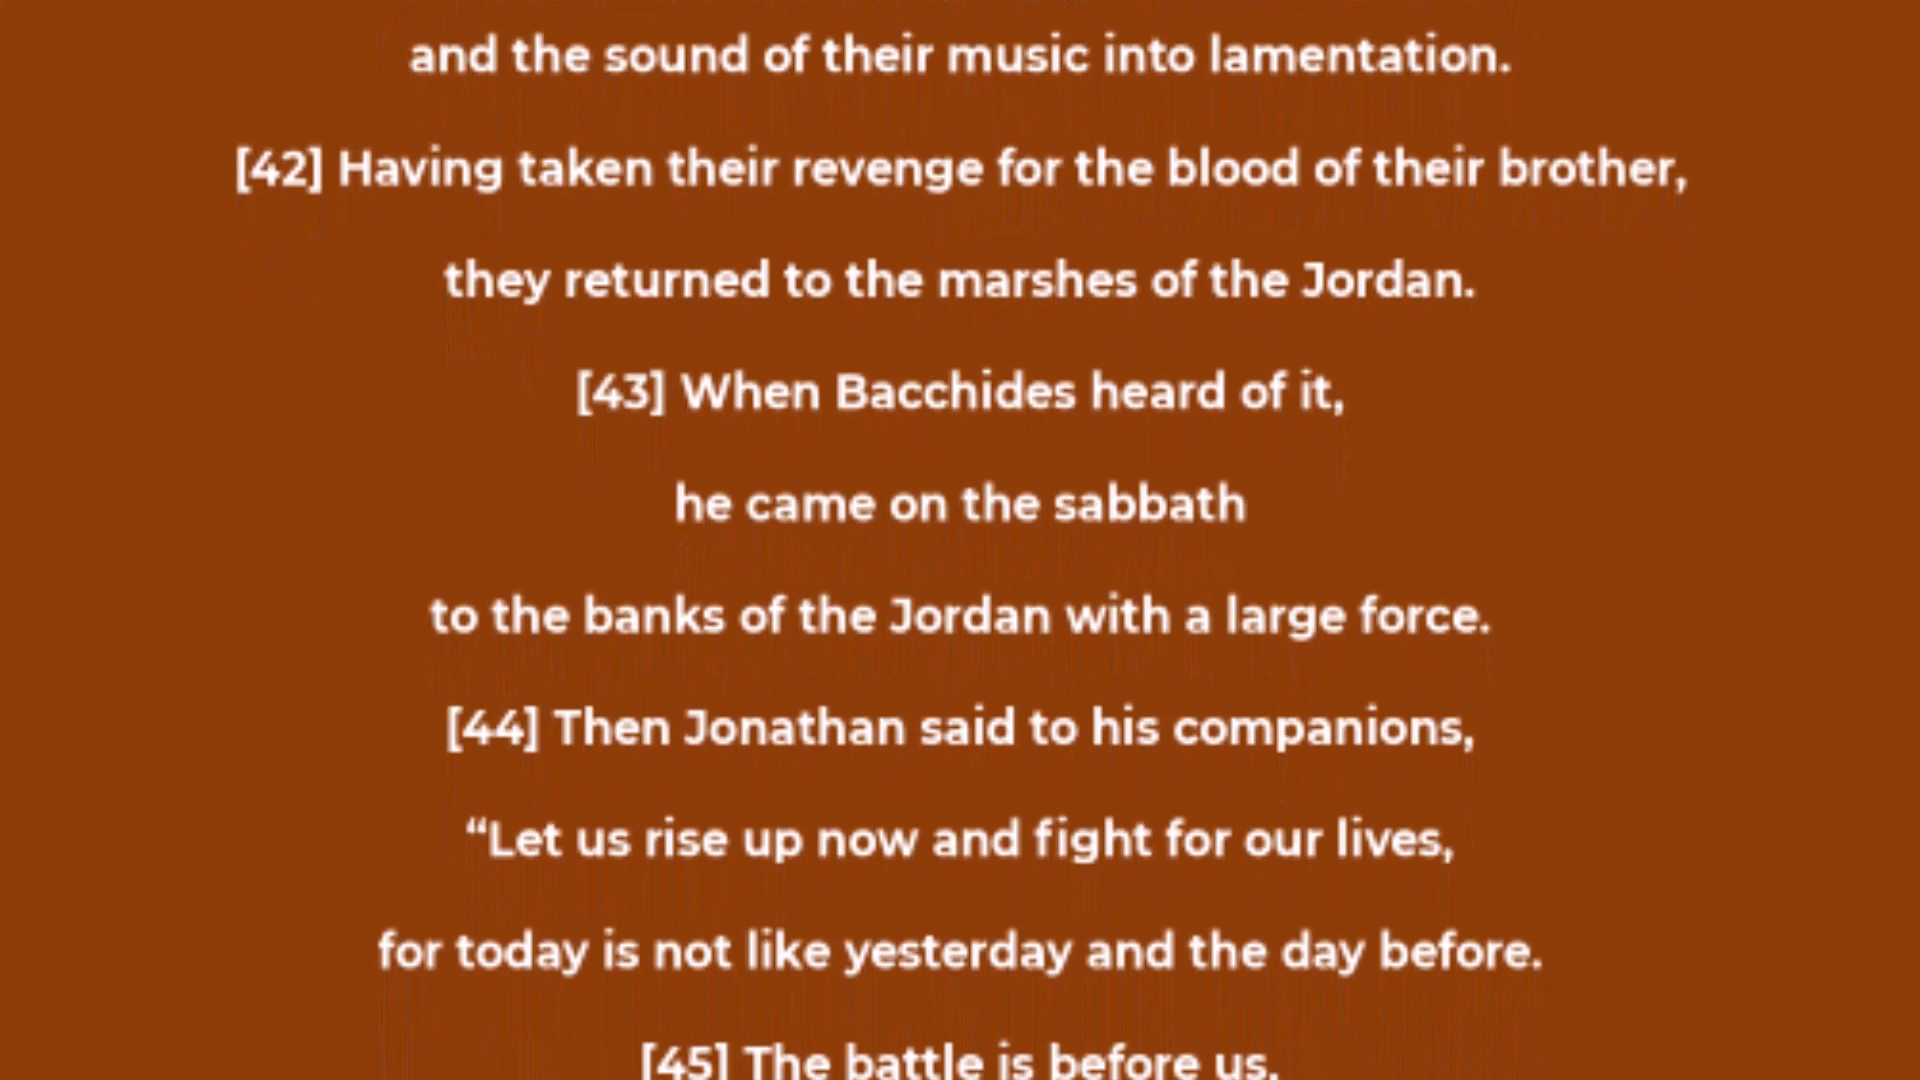 and the sound of their music into lamentation.
[42] Having taken their revenge for the blood of their brother,
they returned to the marshes of the Jordan.
[43] When Bacchides heard of it,
he came on the sabbath
to the banks of the Jordan with a large force.
[44] Then Jonathan said to his companions,
“Let us rise up now and fight for our lives,
for today is not like yesterday and the day before.
[45] The battle is before us,